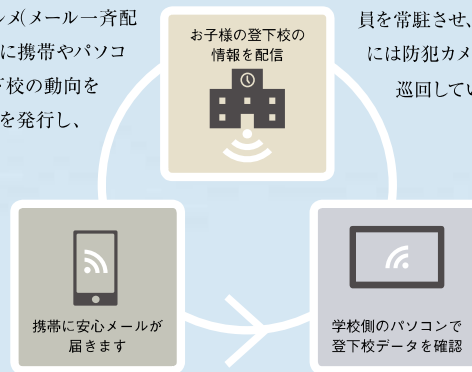 ルメ(メール一斉配
に携帯やパソコ
下校の動向を
を発行し、
員を常駐させ、
には防犯カメ
巡回してい
お子様の登下校の
情報を配信
携帯に安心メールが
届きます
学校側のパソコンで
登下校データを確認